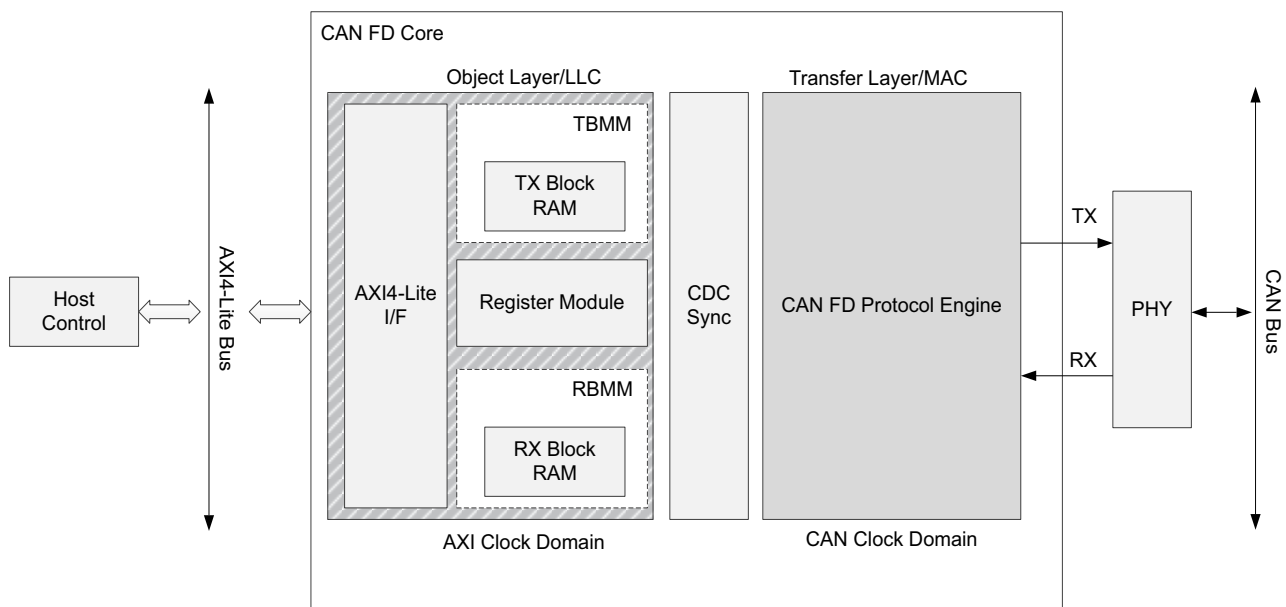 CAN FD Core
Object Layer/LLC
Transfer Layer/MAC
TBMM
TX Block
RAM
TX
Host
Control
AXI4-Lite Bus
AXI4-Lite
I/F
Register Module
CDC
Sync
CAN FD Protocol Engine
PHY
CAN Bus
RX
RBMM
RX Block
RAM
AXI Clock Domain
CAN Clock Domain